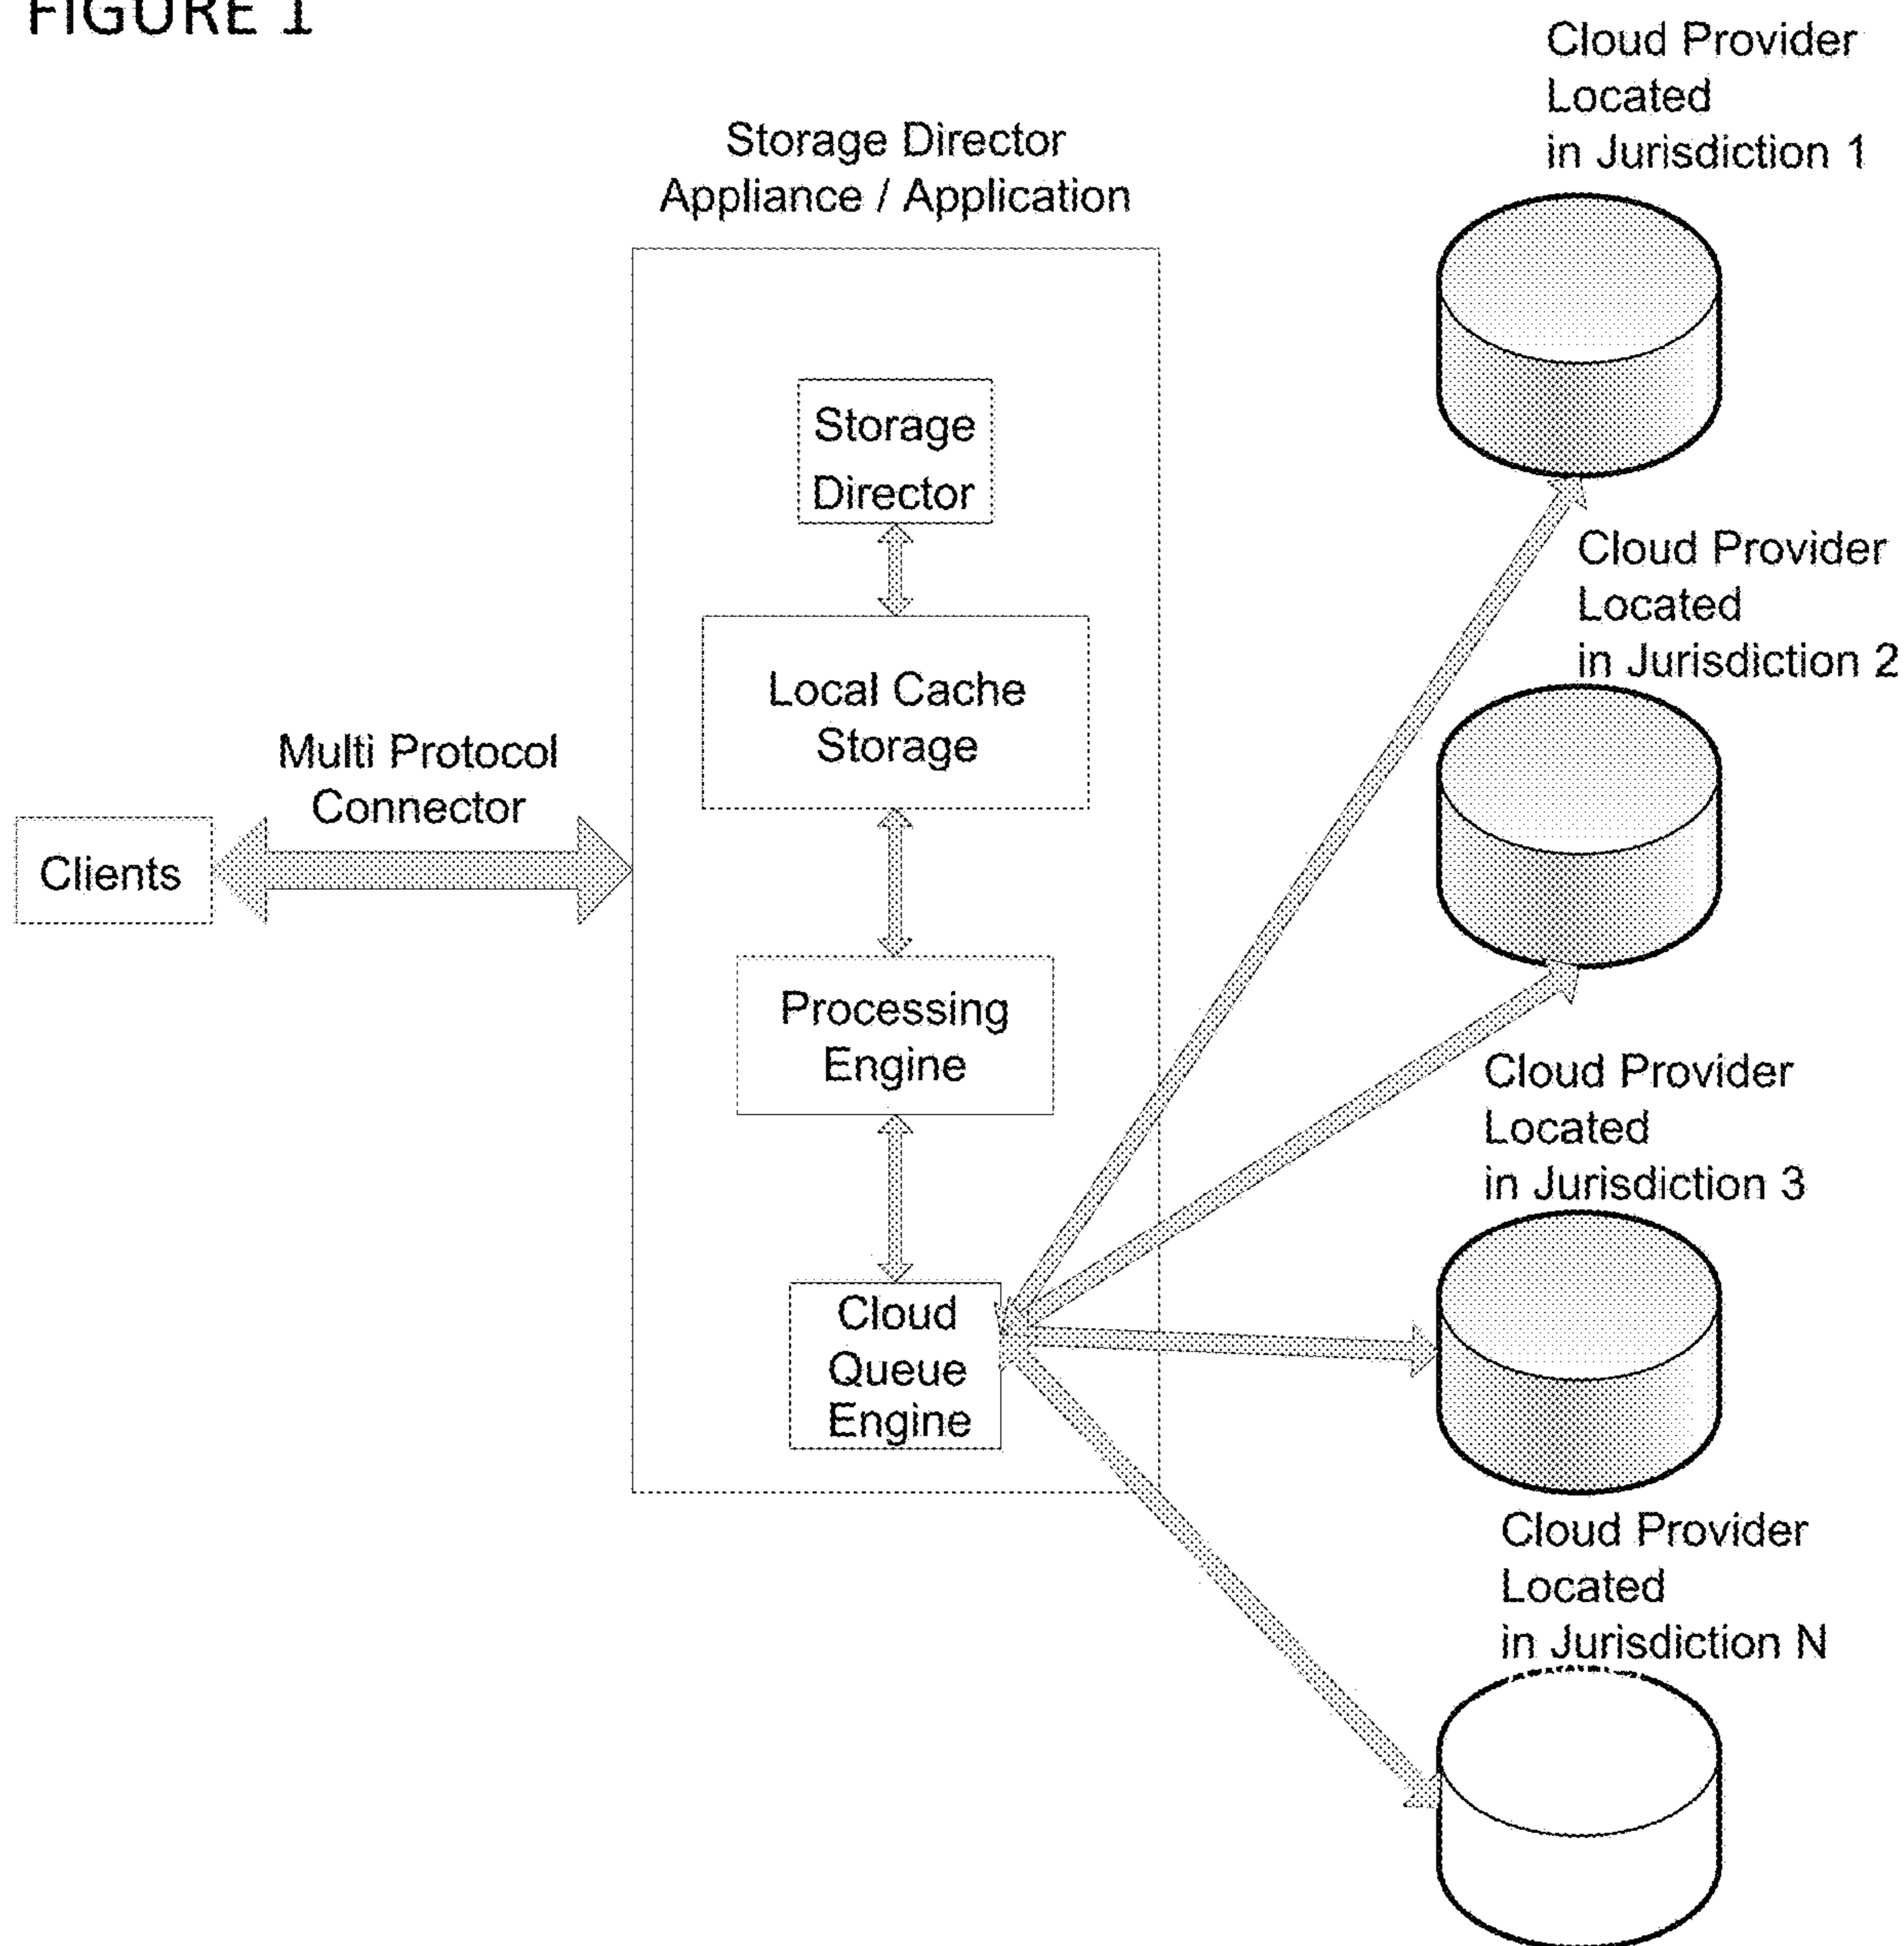 FIGURE 1
Cloud Provider
Located
in Jurisdiction 1
Storage Director
Appliance / Application
Storage
Director
Cloud Provider
Located
in Jurisdiction 2
Local Cache
Storage
Multi Protocol
Connector
Clients
Processing
Engine
Cloud Provider
Located
in Jurisdiction 3
Cloud
Queue
Engine
Cloud Provider
Located
in Jurisdiction N